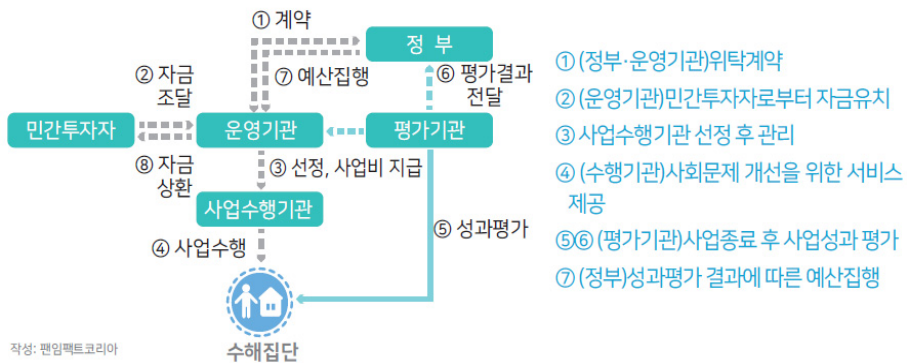 ① 계약
정 부
⑦ 예산집행
⑥ 평가결과
전달
② 자금
조달
민간투자자
운영기관
평가기관
⑧ 자금
상환
③ 선정, 사업비 지급
사업수행기관
④ 사업수행
⑤ 성과평가
수해집단
작성: 팬임팩트코리아
① (정부·운영기관)위탁계약
② (운영기관)민간투자자로부터 자금유치
③ 사업수행기관 선정 후 관리
④ (수행기관)사회문제 개선을 위한 서비스
제공
⑤⑥ (평가기관)사업종료 후 사업성과 평가
⑦ (정부)성과평가 결과에 따른 예산집행